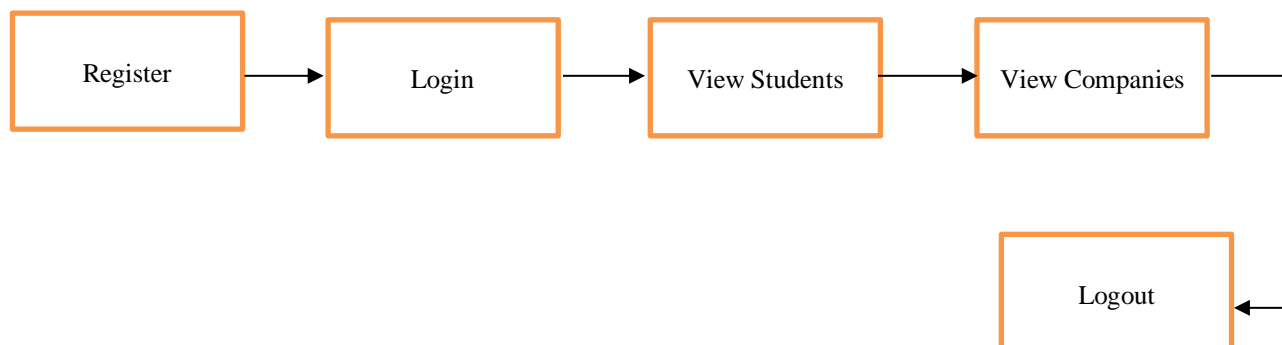 Register
Login
View Students
View Companies
Logout